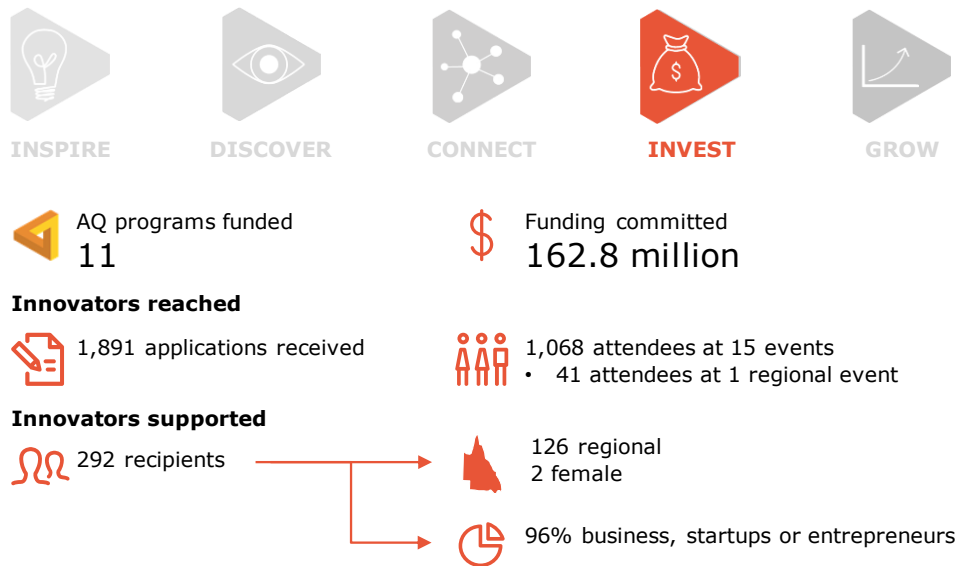 INSPIRE
DISCOVER
CONNECT
$
INVEST
GROW
AQ programs funded
11
$
Funding committed
162.8 million
Innovators reached
1,891 applications received
1,068 attendees at 15 events
• 41 attendees at 1 regional event
Innovators supported
292 recipients
126 regional
2 female
96% business, startups or entrepreneurs